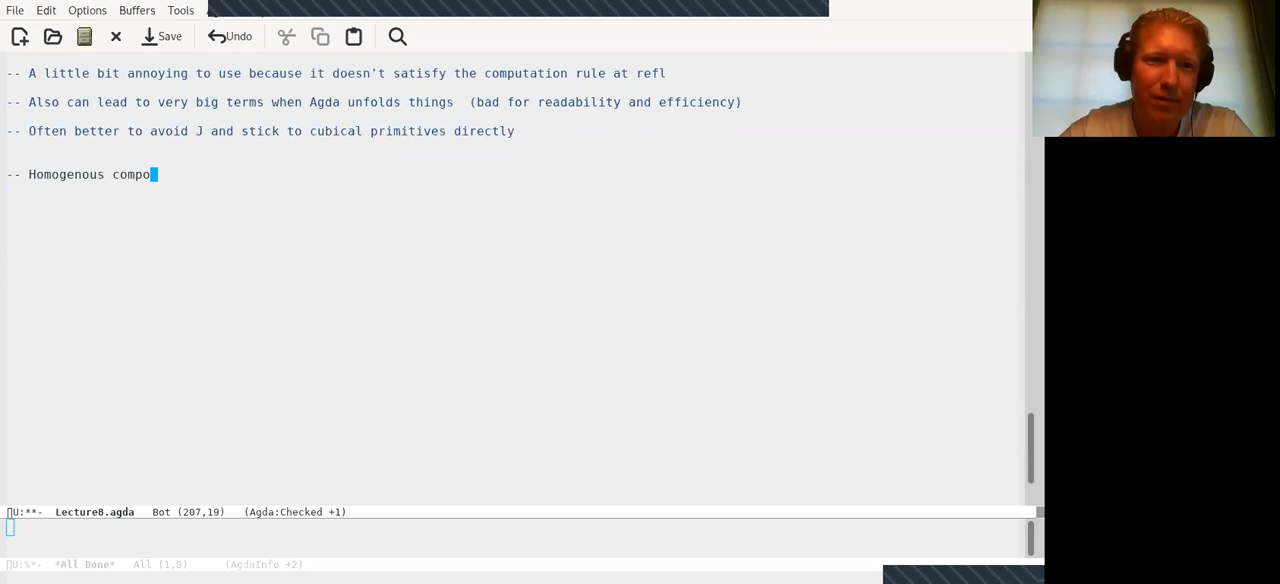 File Edit Options Buffers Tools
Save Undo
-- A little bit annoying to use because it doesn't satisfy the computation rule at refl
-- Also can lead to very big terms when Agda unfolds things (bad for readability and efficiency)
-- Often better to avoid J and stick to cubical primitives directly
-- Homogenous compo
U:**- Lecture8.agda Bot (207,19) (Agda:Checked +1)
U:%*- *All Done* All (1,0) (AgdaInfo +2)